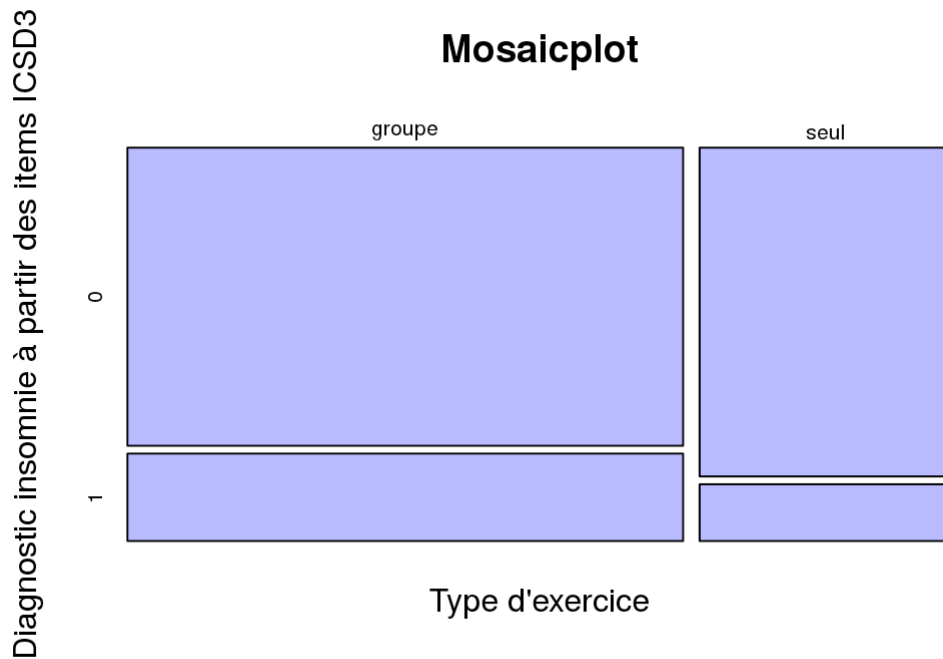 Mosaicplot
groupe
seul
Diagnostic insomnie à partir des items ICSD3
0
1
Type d'exercice